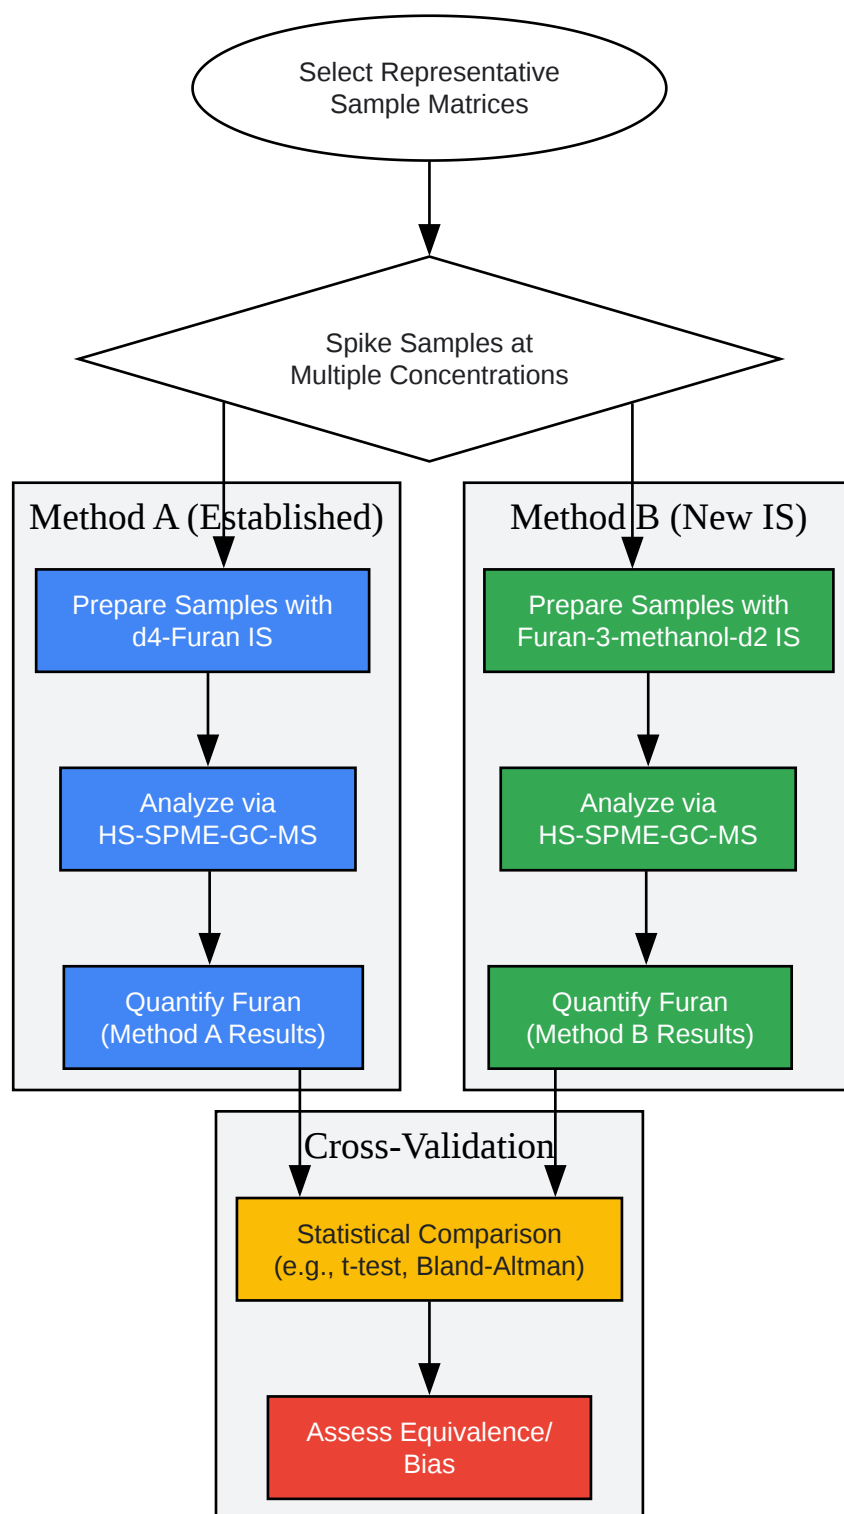 Select Representative
Sample Matrices
Spike Samples at
Multiple Concentrations
Method A (Established)
Prepare Samples with
d4-Furan IS
Analyze via
HS-SPME-GC-MS
Quantify Furan
(Method A Results)
Method B (New IS)
Prepare Samples with
Furan-3-methanol-d2 IS
Analyze via
HS-SPME-GC-MS
Quantify Furan
(Method B Results)
Cross-Validation
Statistical Comparison
(e.g., t-test, Bland-Altman)
Assess Equivalence/
Bias